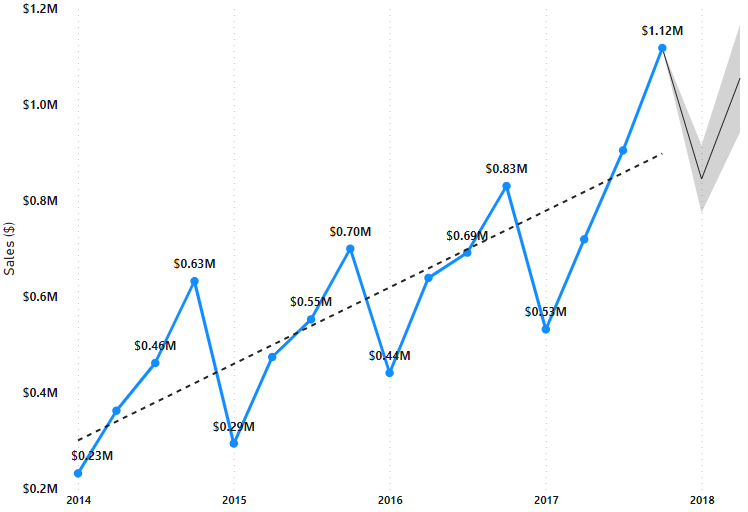 $1.2M
$1.12M
$1.0M
$0.83M
$0.8M
$0.70M
$0.69M
$0.63M
Sales ($)
$0.6M
$0.55M
$0.53M
$0.46M
$0.44M
$0.4M
$0.29M
$0.23M
$0.2M
2014 2015 2016 2017 2018